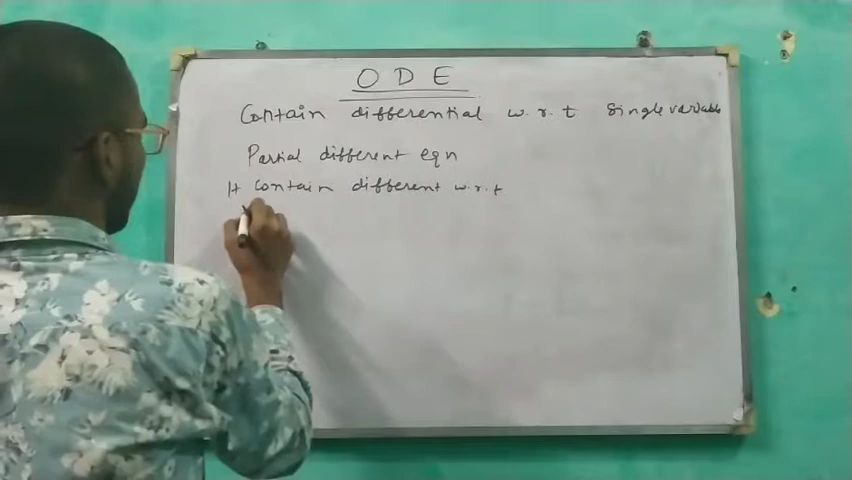 ODE
Contain differential w.r.t single variable
Partial different eqn
It contain different w.r.t